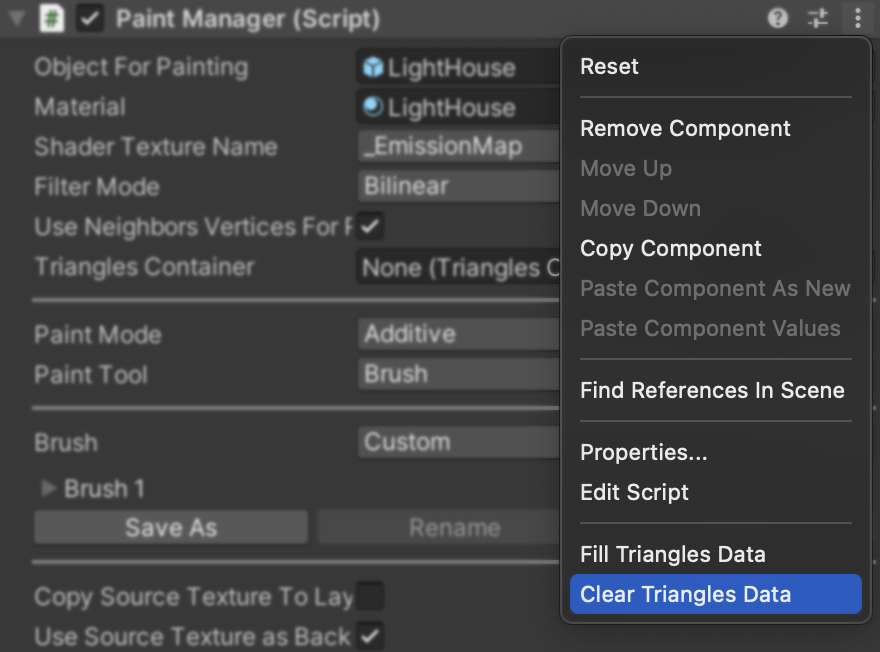 Paint Manager (Script)
Object For Painting LightHouse
Material LightHouse
Shader Texture Name _EmissionMap
Filter Mode Bilinear
Use Neighbors Vertices For
Triangles Container None (Triangles C
Paint Mode Additive
Paint Tool Brush
Brush Custom
Brush 1
Save As Rename
Copy Source Texture To Lay
Use Source Texture as Back
Reset
Remove Component
Move Up
Move Down
Copy Component
Paste Component As New
Paste Component Values
Find References In Scene
Properties...
Edit Script
Fill Triangles Data
Clear Triangles Data